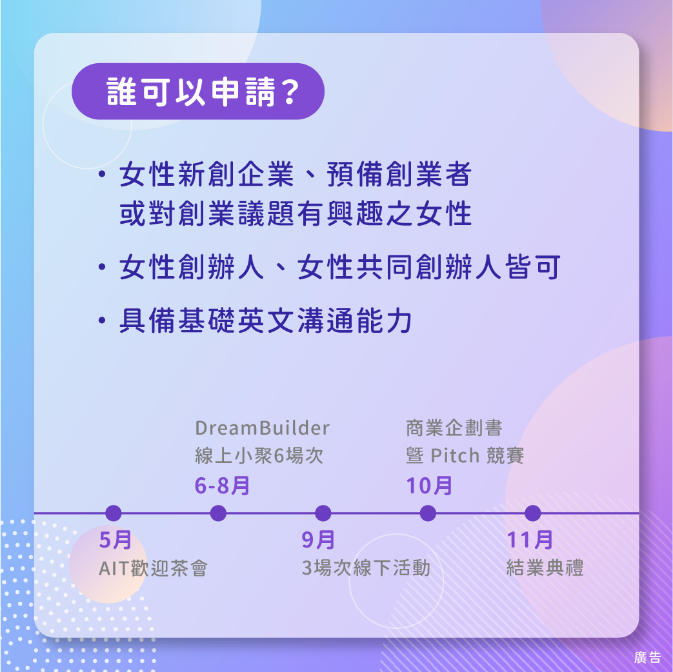 誰可以申請？
・女性新創企業、預備創業者
或對創業議題有興趣之女性
・女性創辦人、女性共同創辦人皆可
・具備基礎英文溝通能力
DreamBuilder
線上小聚6場次
6-8月
商業企劃書
暨 Pitch 競賽
10月
5月
AIT歡迎茶會
9月
3場次線下活動
11月
結業典禮
廣告